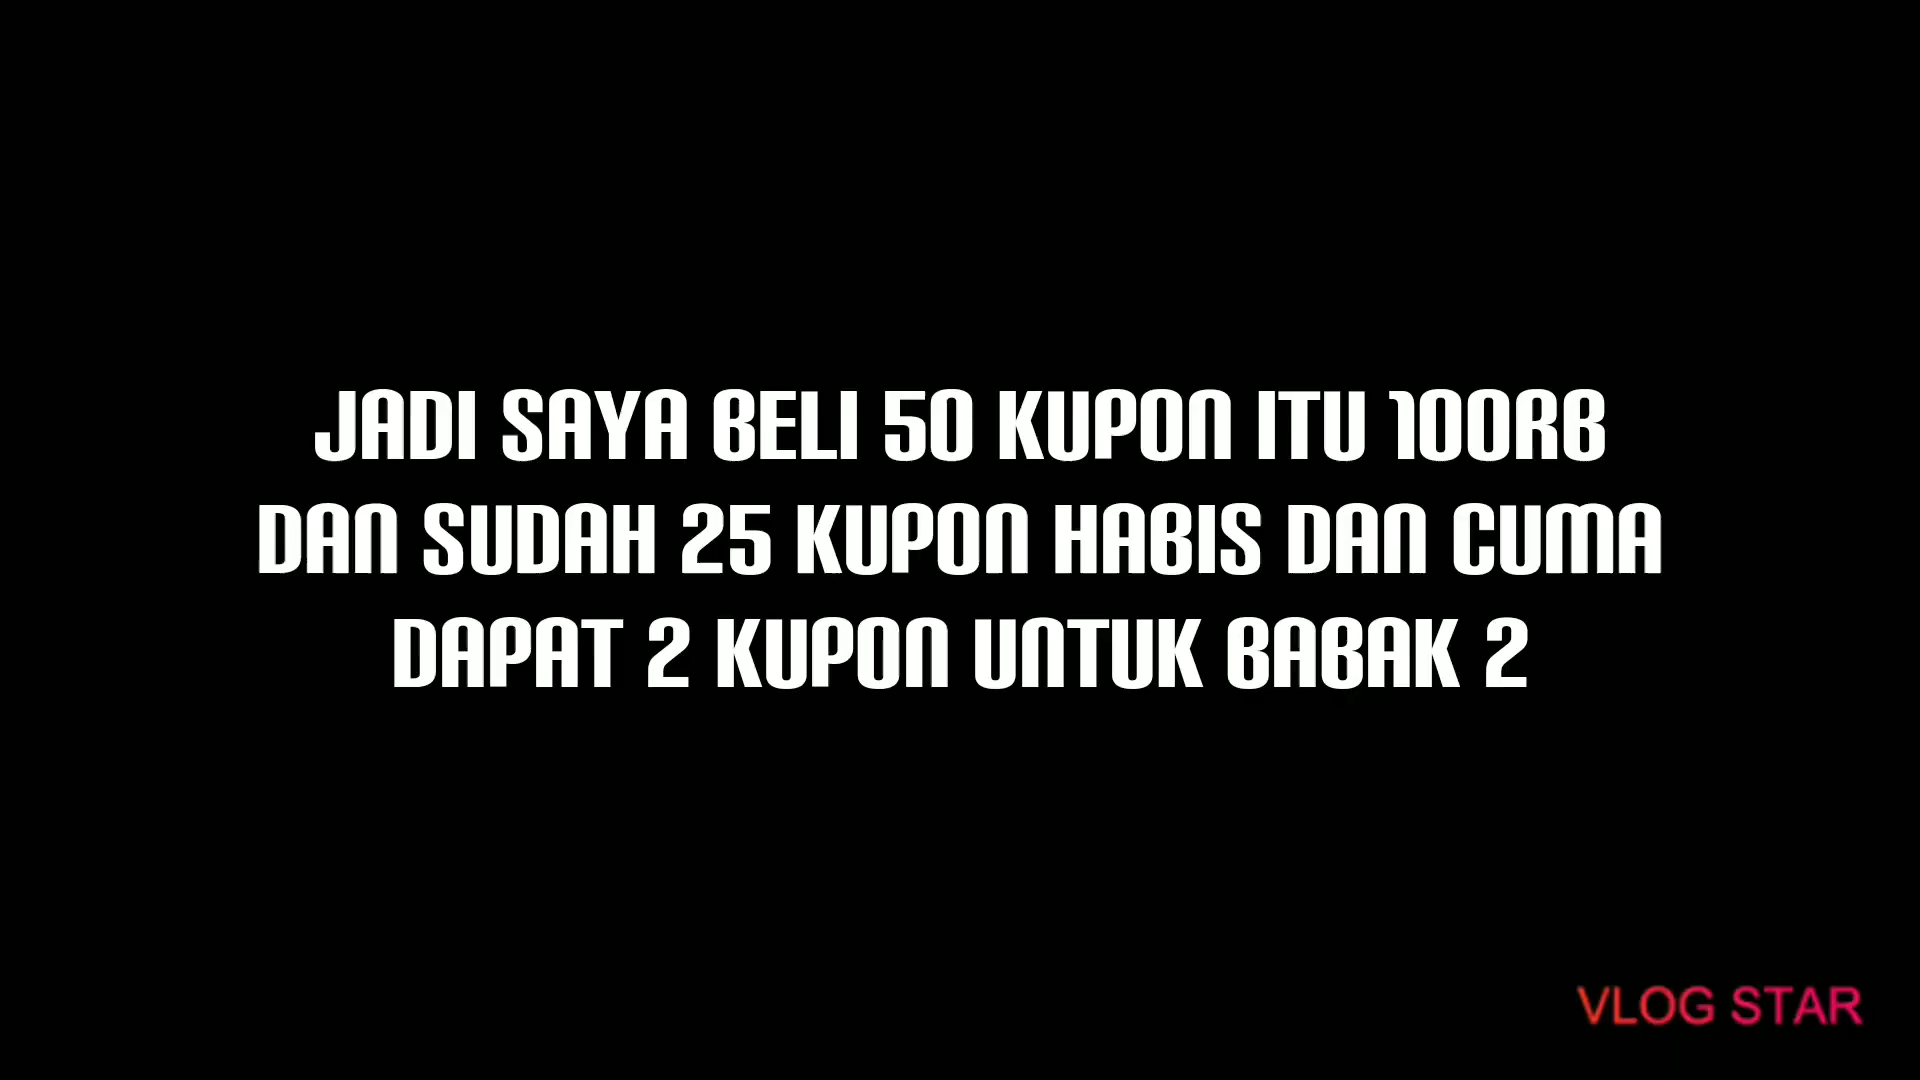 JADI SAYA BELI 50 KUPON ITU 100RB
DAN SUDAH 25 KUPON HABIS DAN CUMA
DAPAT 2 KUPON UNTUK BABAK 2
VLOG STAR